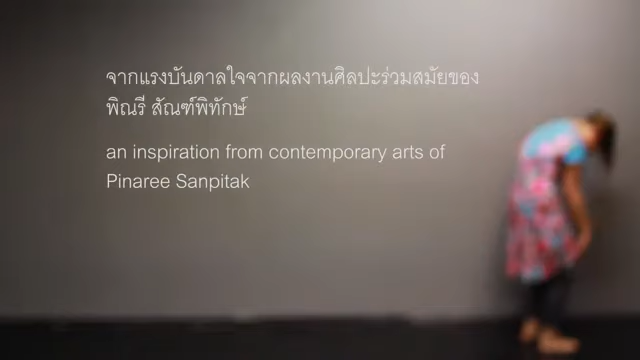 จากแรงบันดาลใจจากผลงานศิลปะร่วมสมัยของ
พิณรี สัณฑ์พิทักษ์
an inspiration from contemporary arts of
Pinaree Sanpitak